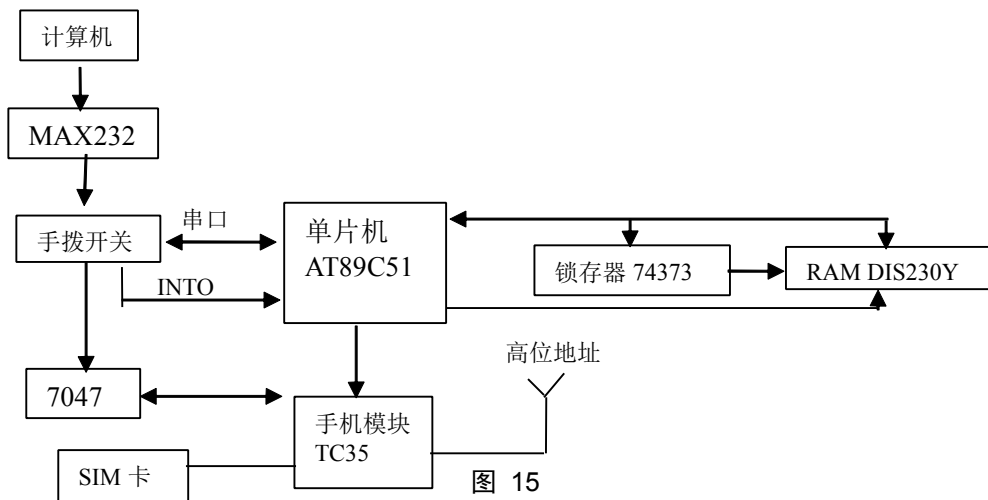 计算机
MAX232
手拨开关
串口
单片机
AT89C51
锁存器 74373
RAM DIS230Y
INTO
高位地址
7047
手机模块
TC35
SIM 卡
图 15